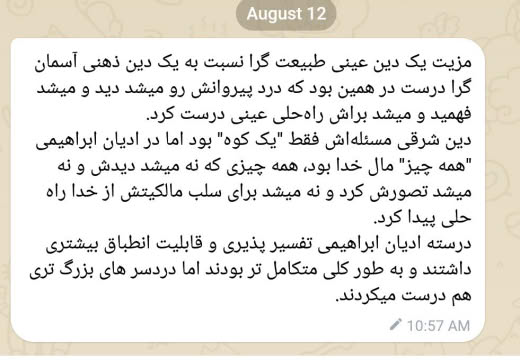 August 12
مزیت یک دین عینی طبیعت گرا نسبت به یک دین ذهنی آسمان
گرا درست در همین بود که درد پیروانش رو میشد دید و میشد
فهمید و میشد براش راه‌حلی عینی درست کرد.
دین شرقی مسئله‌اش فقط "یک کوه" بود اما در ادیان ابراهیمی
"همه چیز" مال خدا بود، همه چیزی که نه میشد دیدش و نه
میشد تصورش کرد و نه میشد برای سلب مالکیتش از خدا راه
حلی پیدا کرد.
درسته ادیان ابراهیمی تفسیر پذیری و قابلیت انطباق بیشتری
داشتند و به طور کلی متکامل تر بودند اما دردسر های بزرگ تری
هم درست میکردند.
10:57 AM